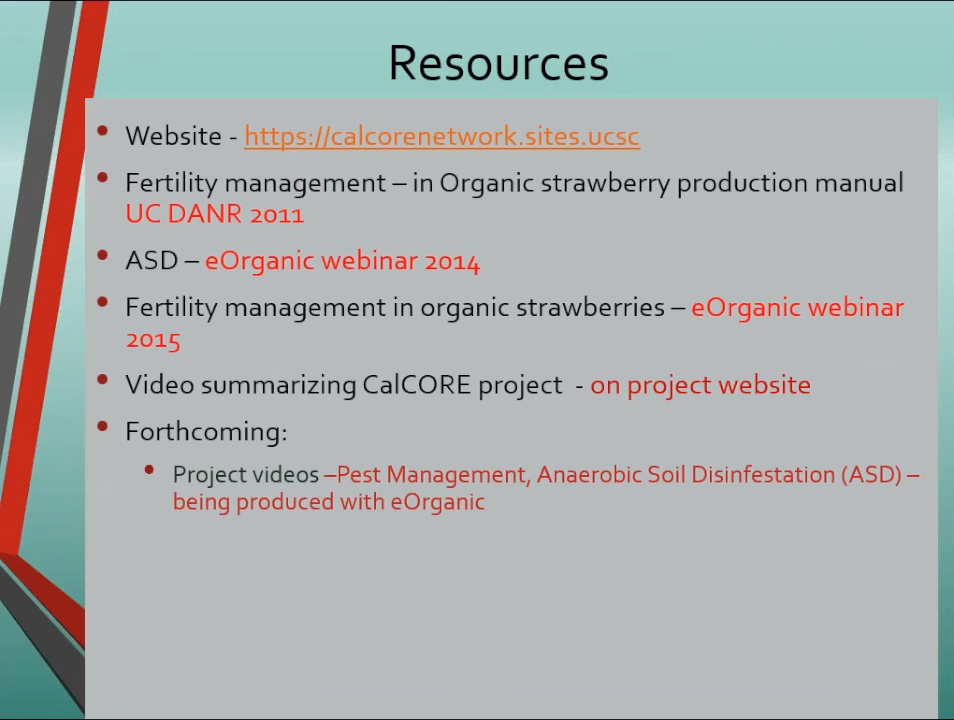 Resources
• Website - https://calcorenetwork.sites.ucsc
• Fertility management – in Organic strawberry production manual
UC DANR 2011
• ASD – eOrganic webinar 2014
• Fertility management in organic strawberries – eOrganic webinar
2015
• Video summarizing CalCORE project - on project website
• Forthcoming:
• Project videos –Pest Management, Anaerobic Soil Disinfestation (ASD) –
being produced with eOrganic